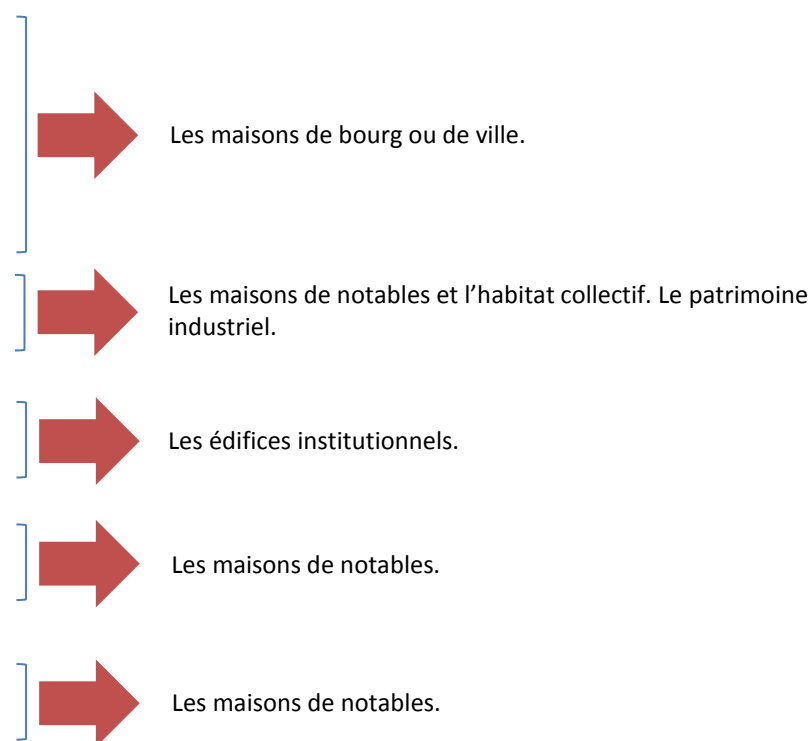 Les maisons de bourg ou de ville.
Les maisons de notables et l’habitat collectif. Le patrimoine
industriel.
Les édifices institutionnels.
Les maisons de notables.
Les maisons de notables.